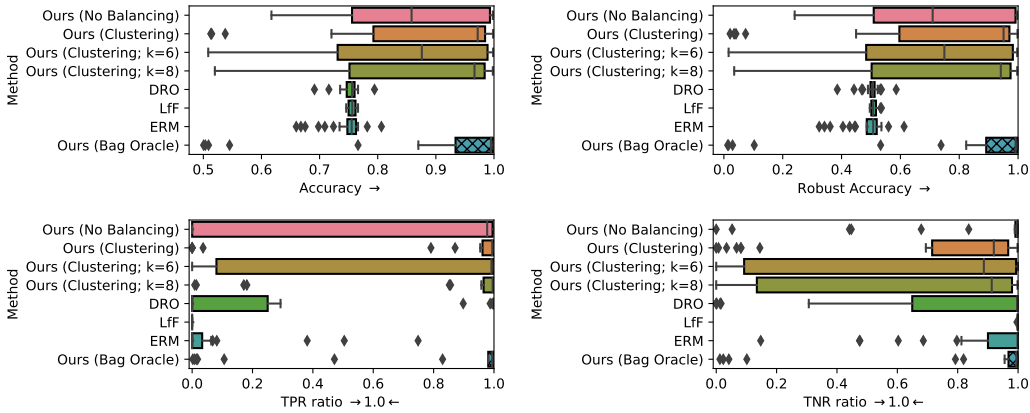 Method
Ours (No Balancing)
Ours (Clustering)
Ours (Clustering; k=6)
Ours (Clustering; k=8)
DRO
LfF
ERM
Ours (Bag Oracle)
0.5 0.6 0.7 0.8 0.9 1.0
Accuracy →
Method
Ours (No Balancing)
Ours (Clustering)
Ours (Clustering; k=6)
Ours (Clustering; k=8)
DRO
LfF
ERM
Ours (Bag Oracle)
0.0 0.2 0.4 0.6 0.8 1.0
Robust Accuracy →
Method
Ours (No Balancing)
Ours (Clustering)
Ours (Clustering; k=6)
Ours (Clustering; k=8)
DRO
LfF
ERM
Ours (Bag Oracle)
0.0 0.2 0.4 0.6 0.8 1.0
TPR ratio →1.0←
Method
Ours (No Balancing)
Ours (Clustering)
Ours (Clustering; k=6)
Ours (Clustering; k=8)
DRO
LfF
ERM
Ours (Bag Oracle)
0.0 0.2 0.4 0.6 0.8 1.0
TNR ratio →1.0←